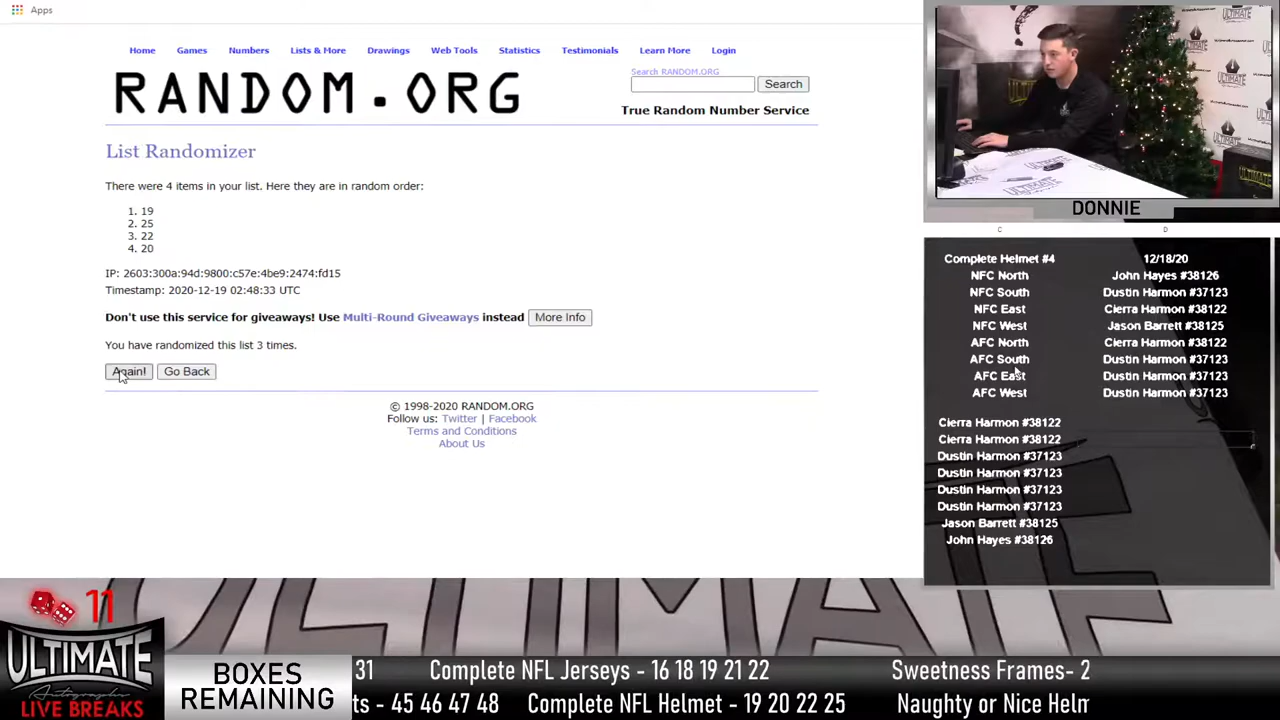 Apps
Home Games Numbers Lists & More Drawings Web Tools Statistics Testimonials Learn More Login
RANDOM.ORG
Search RANDOM.ORG
Search
True Random Number Service
List Randomizer
There were 4 items in your list. Here they are in random order:
1. 19
2. 25
3. 22
4. 20
IP: 2603:300a:94d:9800:c57e:4be9:2474:fd15
Timestamp: 2020-12-19 02:48:33 UTC
Don't use this service for giveaways! Use Multi-Round Giveaways instead More Info
You have randomized this list 3 times.
Again! Go Back
© 1998-2020 RANDOM.ORG
Follow us: Twitter | Facebook
Terms and Conditions
About Us
ULTIMATE
DONNIE
C D
Complete Helmet #4 12/18/20
NFC North John Hayes #38126
NFC South Dustin Harmon #37123
NFC East Cierra Harmon #38122
NFC West Jason Barrett #38125
AFC North Cierra Harmon #38122
AFC South Dustin Harmon #37123
AFC East Dustin Harmon #37123
AFC West Dustin Harmon #37123
Cierra Harmon #38122
Cierra Harmon #38122
Dustin Harmon #37123
Dustin Harmon #37123
Dustin Harmon #37123
Dustin Harmon #37123
Jason Barrett #38125
John Hayes #38126
11
ULTIMATE
Autographs
LIVE BREAKS
BOXES
REMAINING
31 Complete NFL Jerseys - 16 18 19 21 22 Sweetness Frames- 2
ts - 45 46 47 48 Complete NFL Helmet - 19 20 22 25 Naughty or Nice Helm